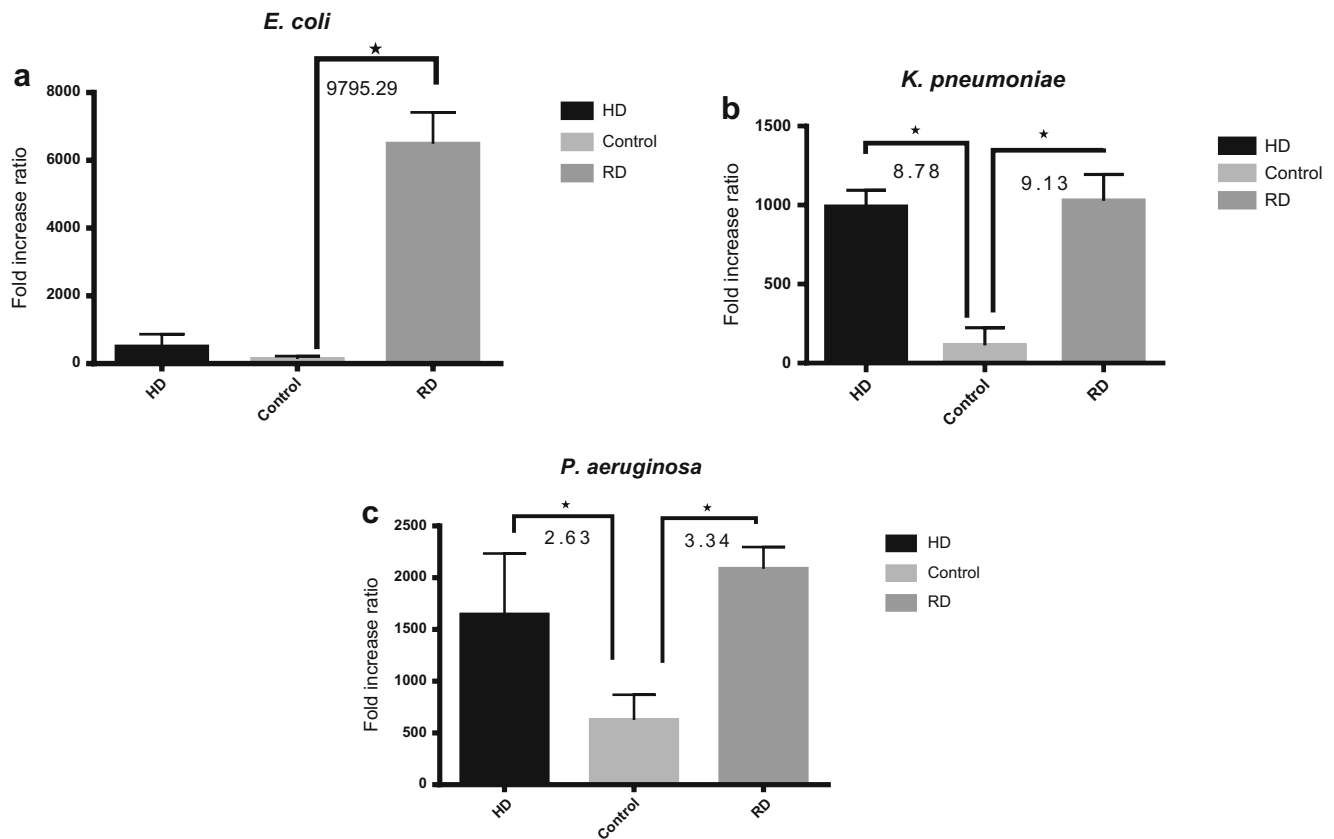 E. coli
a
9795.29
8000
6000
4000
2000
0
Fold increase ratio
HD
Control
RD
HD
Control
RD
K. pneumoniae
b
8.78
9.13
1500
1000
500
0
Fold increase ratio
HD
Control
RD
HD
Control
RD
P. aeruginosa
c
2.63
3.34
2500
2000
1500
1000
500
0
Fold increase ratio
HD
Control
RD
HD
Control
RD